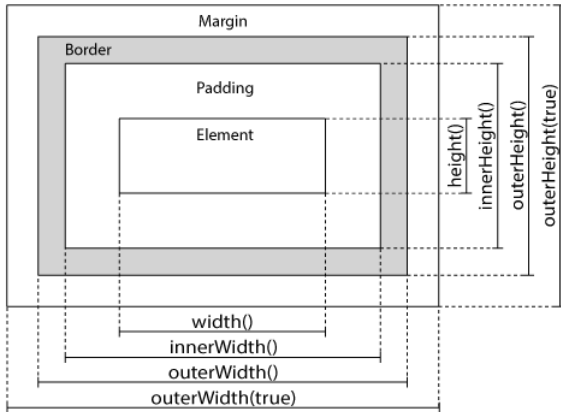 Margin
Border
Padding
Element
height()
innerHeight()
outerHeight()
outerHeight(true)
width()
innerWidth()
outerWidth()
outerWidth(true)